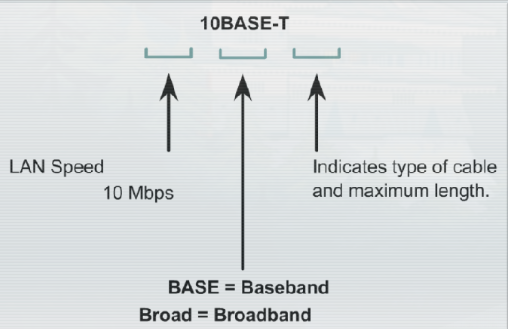 10BASE-T
LAN Speed
10 Mbps
Indicates type of cable
and maximum length.
BASE = Baseband
Broad = Broadband